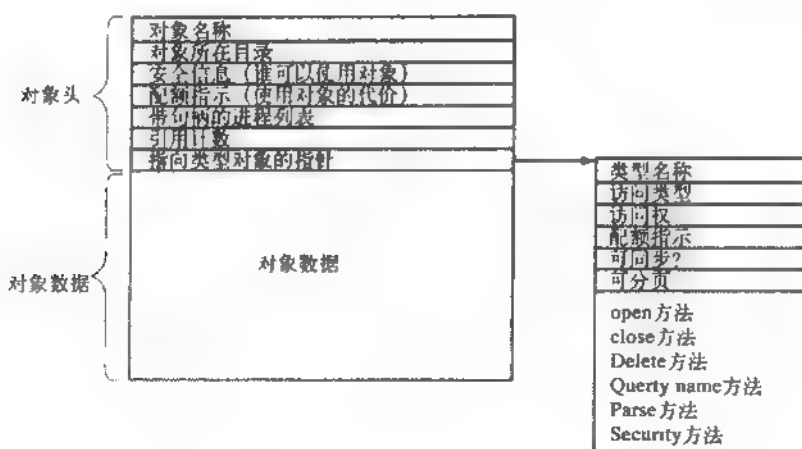 对象名称
对象所在目录
安全信息（谁可以使用对象）
配额指示（使用对象的代价）
带句柄的进程列表
引用计数
指向类型对象的指针
对象头
对象数据
对象数据
类型名称
访问类型
访问权
配额指示
可同步?
可分页
open方法
close方法
Delete方法
Querty name方法
Parse方法
Security方法